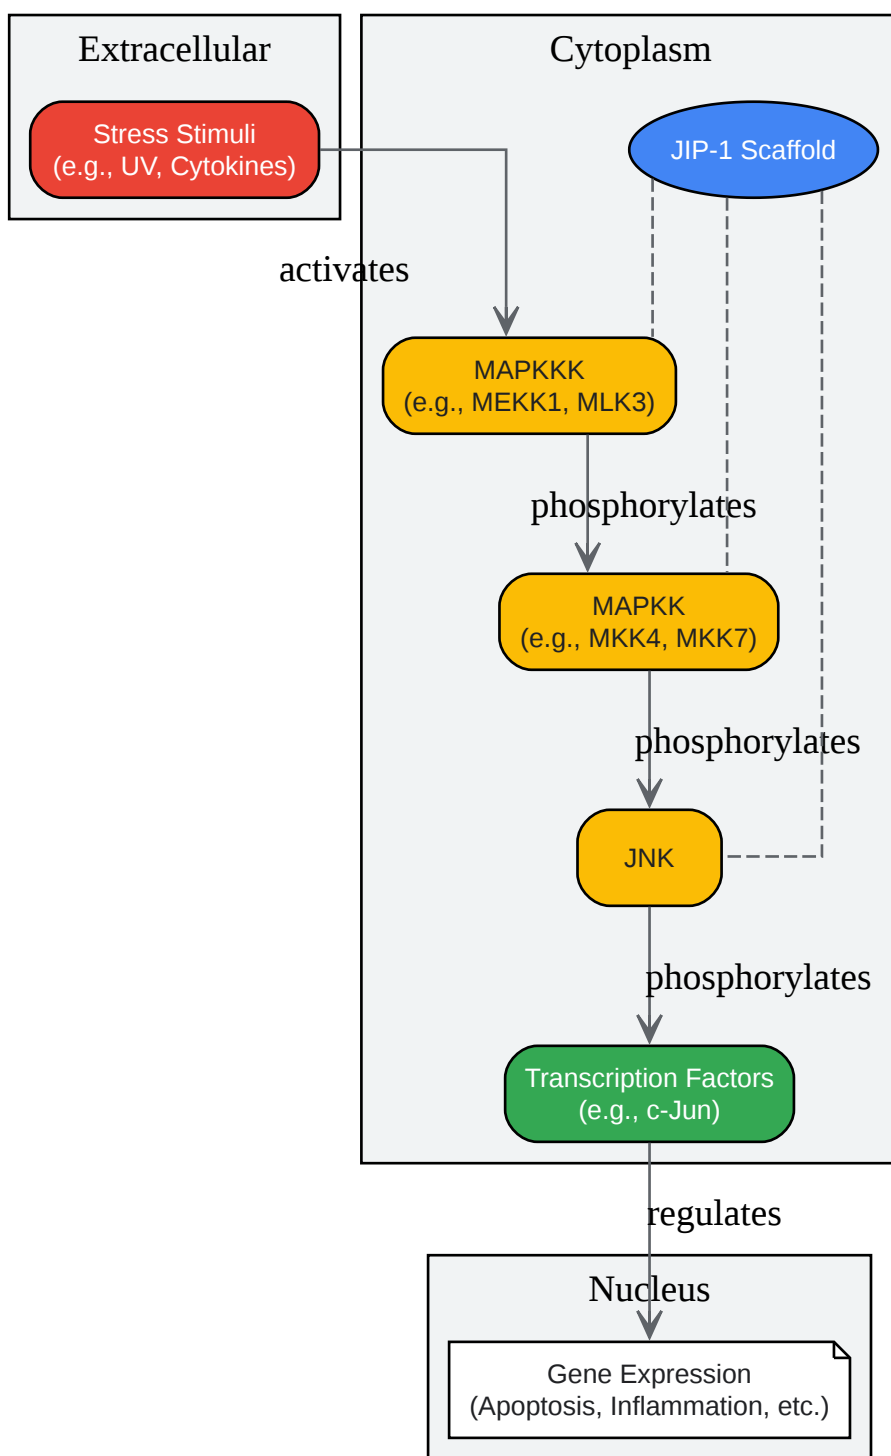 Extracellular
Cytoplasm
Stress Stimuli
(e.g., UV, Cytokines)
JIP-1 Scaffold
activates
MAPKKK
(e.g., MEKK1, MLK3)
phosphorylates
MAPKK
(e.g., MKK4, MKK7)
phosphorylates
JNK
phosphorylates
Transcription Factors
(e.g., c-Jun)
regulates
Nucleus
Gene Expression
(Apoptosis, Inflammation, etc.)